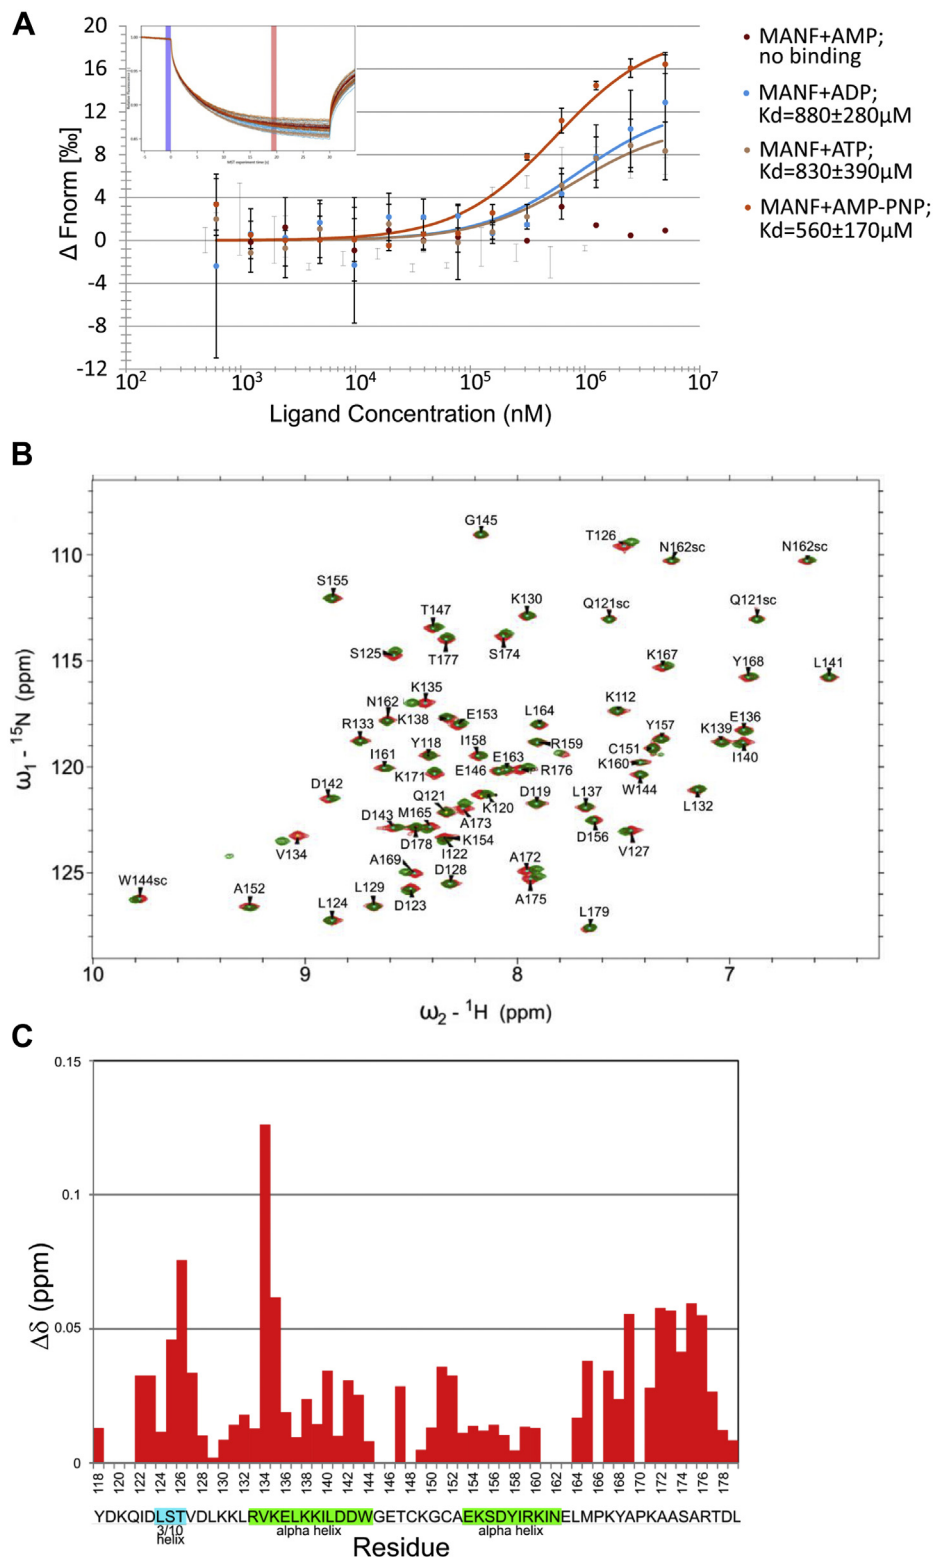 A
20
16
12
8
4
0
-4
-8
-12
Δ Fnorm [‰]
10² 10³ 10⁴ 10⁵ 10⁶ 10⁷
Ligand Concentration (nM)
MANF+AMP;
no binding
MANF+ADP;
Kd=880±280µM
MANF+ATP;
Kd=830±390µM
MANF+AMP-PNP;
Kd=560±170µM
B
G145
T126
N162sc
N162sc
S155
K130
Q121sc
Q121sc
T147
T177
S174
S125
K167
Y168
L141
K135
N162
K138
E153
L164
K112
R133
Y118
I158
R159
Y157
K139
E136
C151
I140
I161
K171
E146
E163
R176
K160
W144
D142
Q121
K120
D119
L137
L132
D143
M165
A173
D156
V134
D178
K154
I122
V127
A169
D128
A172
A175
W144sc
A152
L124
L129
D123
L179
110
115
120
125
ω₁ - ¹⁵N (ppm)
10 9 8 7
ω₂ - ¹H (ppm)
C
0.15
0.1
0.05
0
Δδ (ppm)
118 120 122 124 126 128 130 132 134 136 138 140 142 144 146 148 150 152 154 156 158 160 162 164 166 168 170 172 174 176 178
YDKQIDLSTVDLKKLRVKELKKILDDWGETCKGCAEKSDYIRKINELMPKYAPKAASARTDL
3/10
helix
alpha helix
alpha helix
Residue